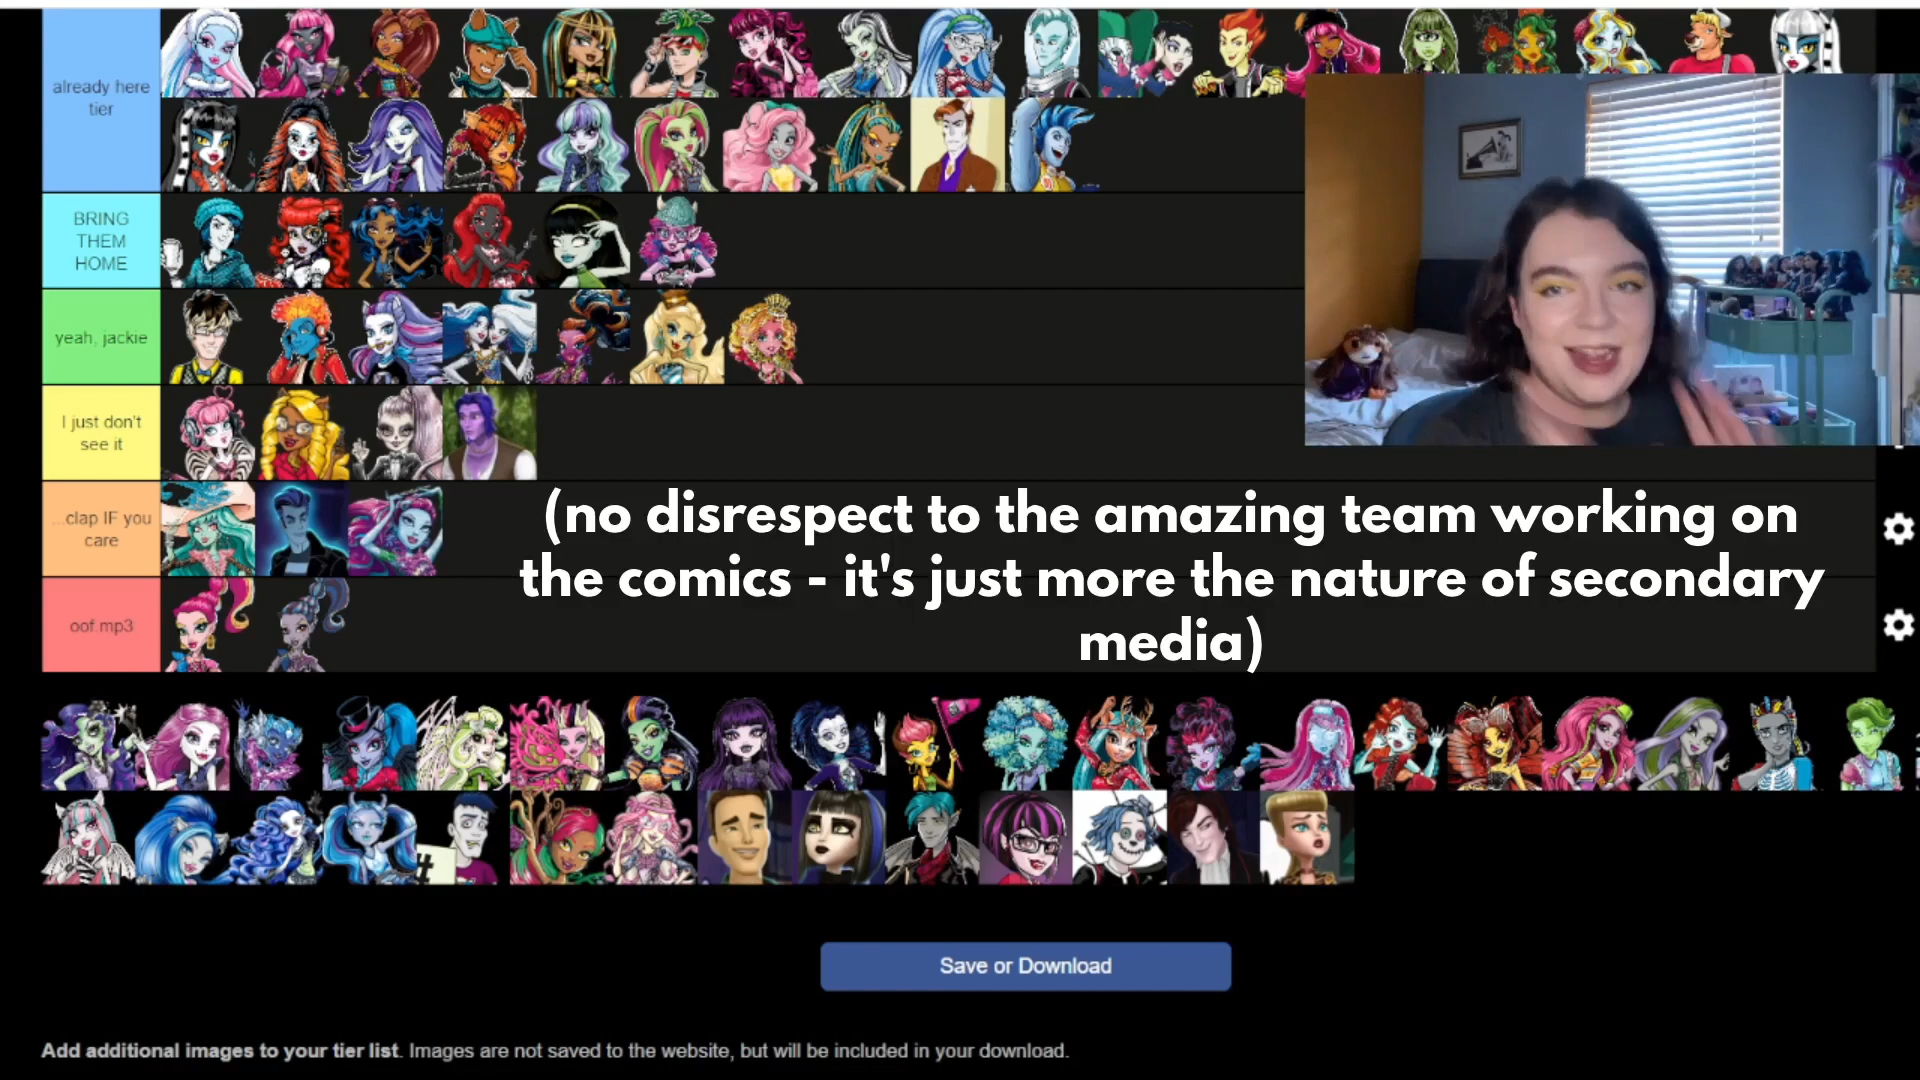 already here
tier
BRING
THEM
HOME
yeah, jackie
I just don't
see it
...clap IF you
care
oof.mp3
(no disrespect to the amazing team working on
the comics - it's just more the nature of secondary
media)
#
Save or Download
Add additional images to your tier list. Images are not saved to the website, but will be included in your download.